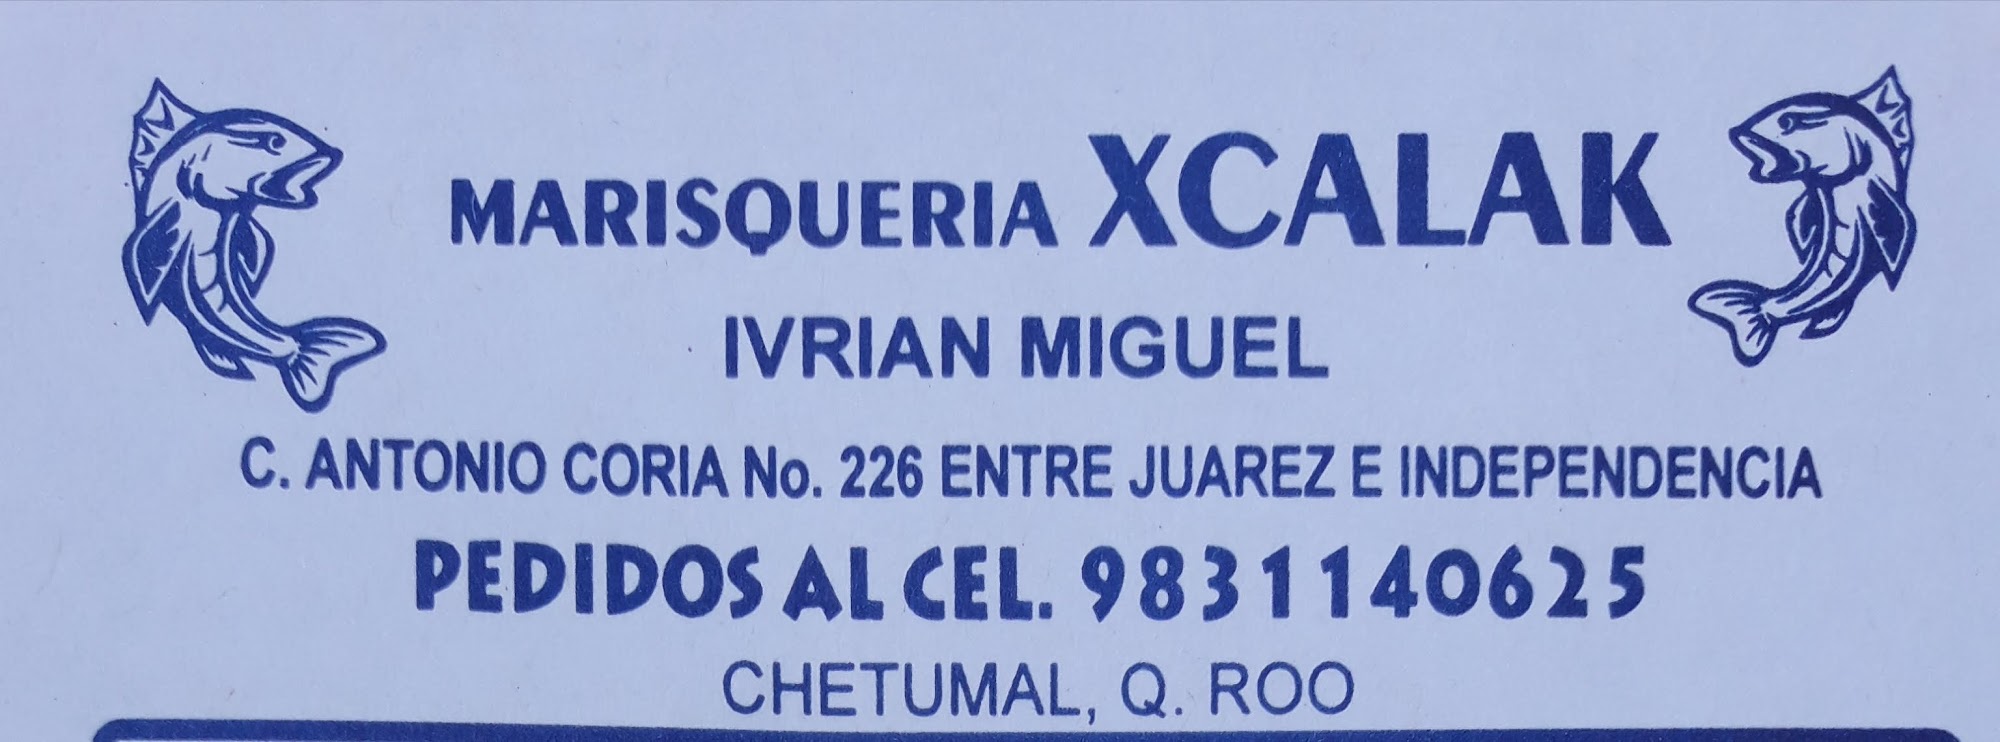 MARISQUERIA XCALAK
IVRIAN MIGUEL
C. ANTONIO CORIA No. 226 ENTRE JUAREZ E INDEPENDENCIA
PEDIDOS AL CEL. 9831140625
CHETUMAL, Q. ROO